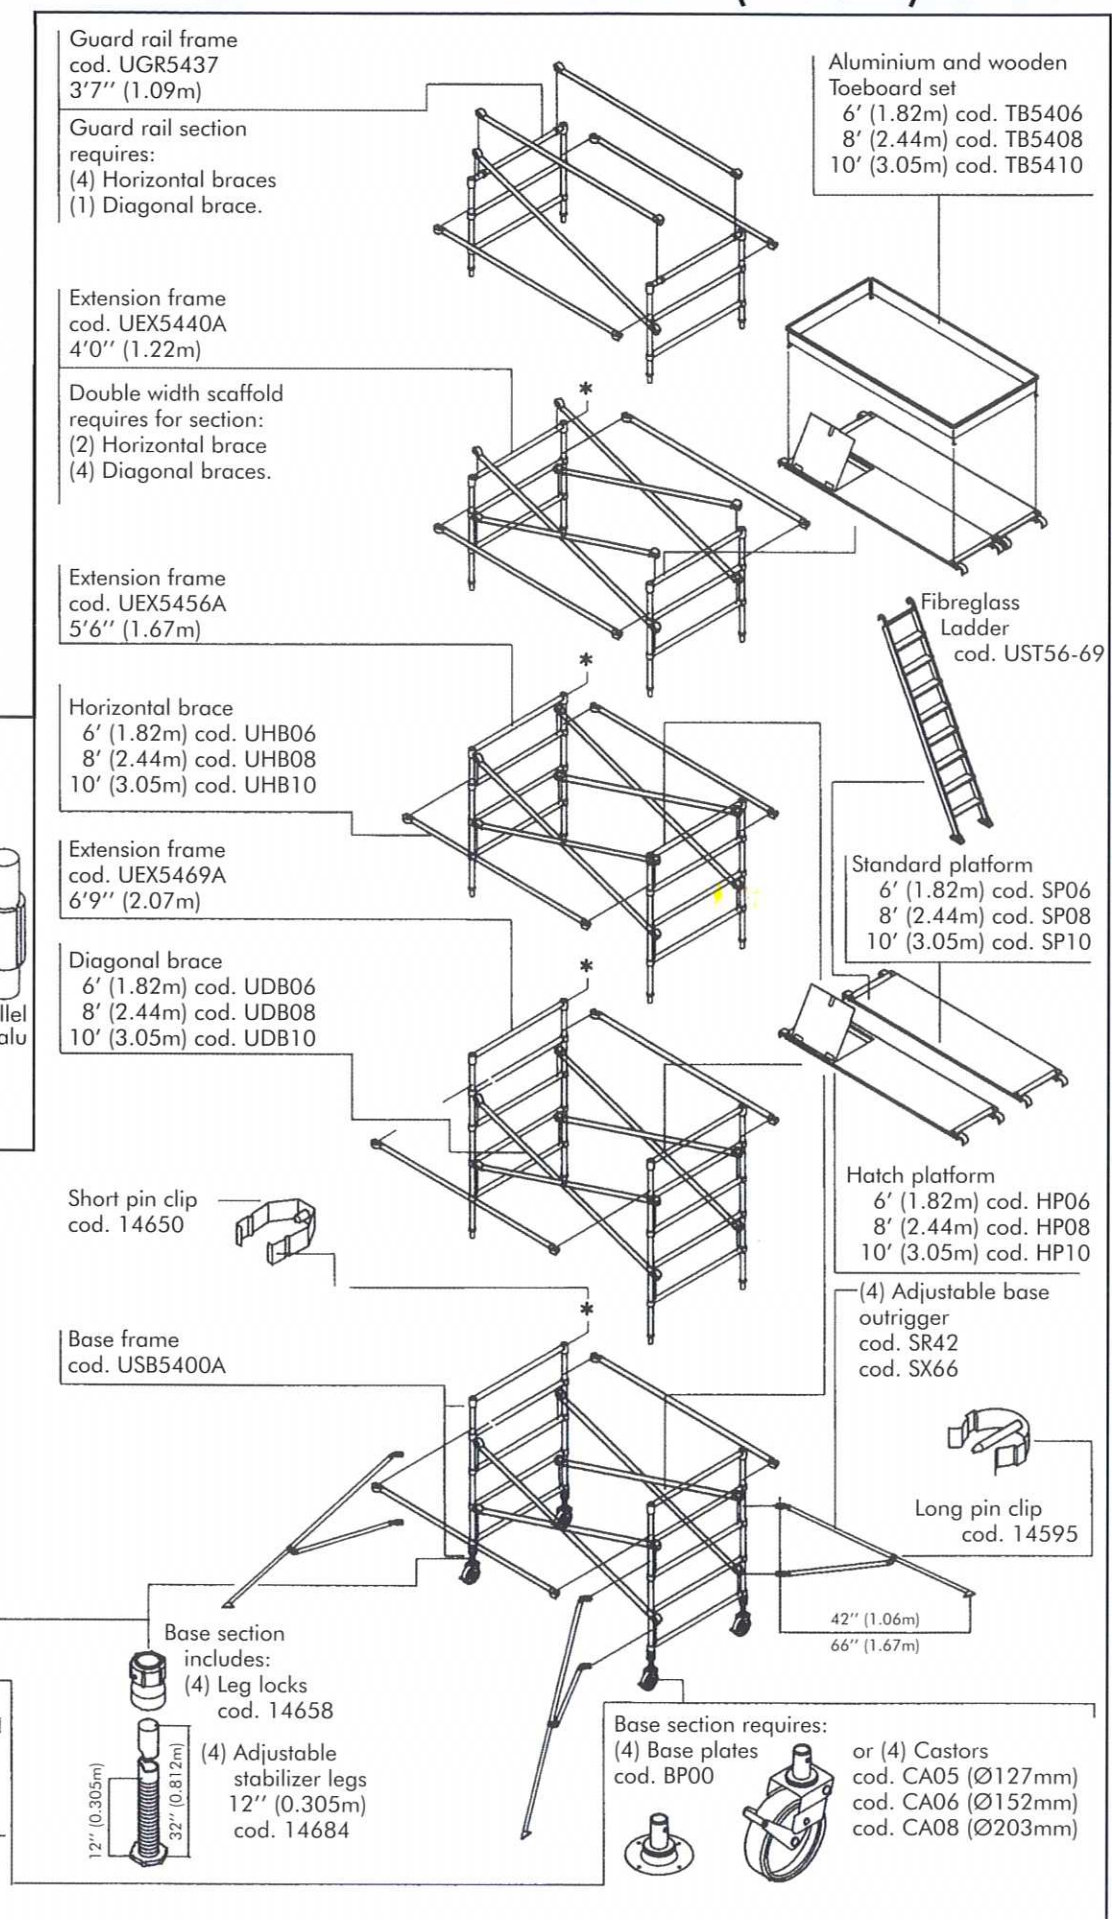 Guard rail frame
cod. UGR5437
3'7'' (1.09m)
Guard rail section
requires:
(4) Horizontal braces
(1) Diagonal brace.
Aluminium and wooden
Toeboard set
6' (1.82m) cod. TB5406
8' (2.44m) cod. TB5408
10' (3.05m) cod. TB5410
Extension frame
cod. UEX5440A
4'0'' (1.22m)
Double width scaffold
requires for section:
(2) Horizontal brace
(4) Diagonal braces.
*
Extension frame
cod. UEX5456A
5'6'' (1.67m)
Fibreglass
Ladder
cod. UST56-69
*
Horizontal brace
6' (1.82m) cod. UHB06
8' (2.44m) cod. UHB08
10' (3.05m) cod. UHB10
Extension frame
cod. UEX5469A
6'9'' (2.07m)
Standard platform
6' (1.82m) cod. SP06
8' (2.44m) cod. SP08
10' (3.05m) cod. SP10
Diagonal brace
6' (1.82m) cod. UDB06
8' (2.44m) cod. UDB08
10' (3.05m) cod. UDB10
*
llel
alu
Short pin clip
cod. 14650
Hatch platform
6' (1.82m) cod. HP06
8' (2.44m) cod. HP08
10' (3.05m) cod. HP10
*
Base frame
cod. USB5400A
(4) Adjustable base
outrigger
cod. SR42
cod. SX66
Long pin clip
cod. 14595
42'' (1.06m)
66'' (1.67m)
Base section
includes:
(4) Leg locks
cod. 14658
(4) Adjustable
stabilizer legs
12'' (0.305m)
cod. 14684
12'' (0.305m)
32'' (0.812m)
Base section requires:
(4) Base plates
cod. BP00
or (4) Castors
cod. CA05 (Ø127mm)
cod. CA06 (Ø152mm)
cod. CA08 (Ø203mm)